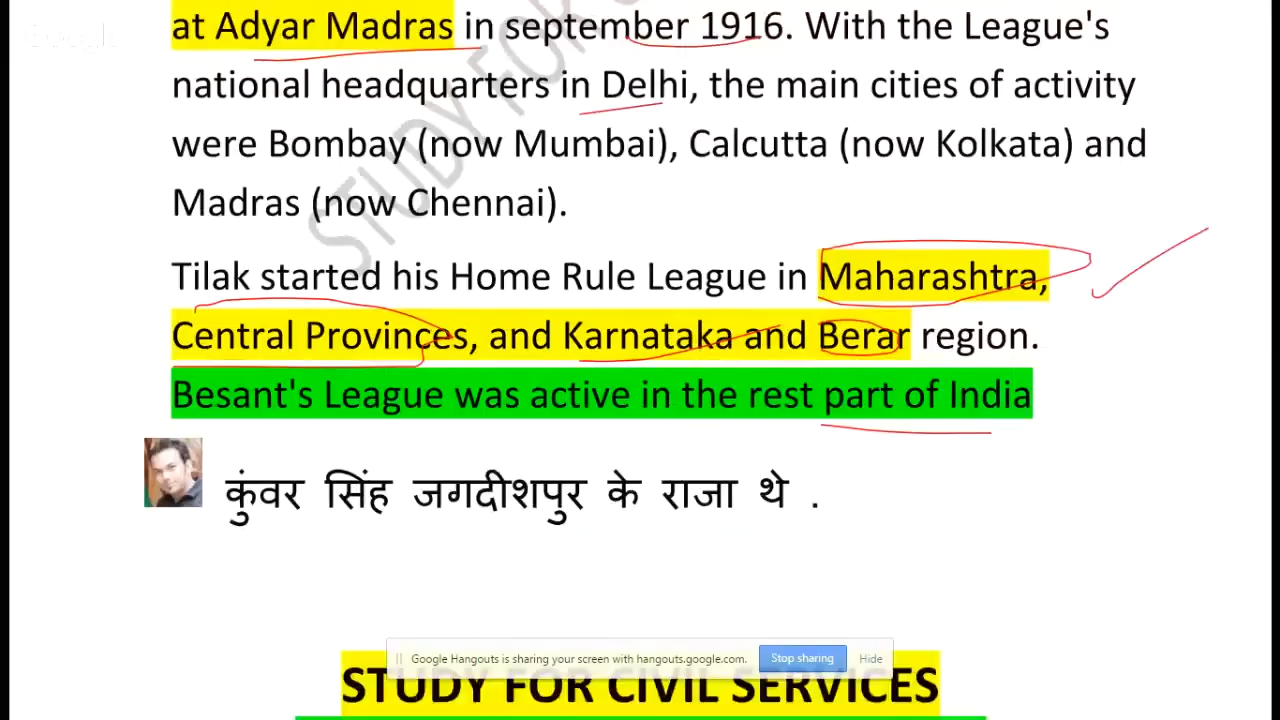 Google
at Adyar Madras in september 1916. With the League's
national headquarters in Delhi, the main cities of activity
were Bombay (now Mumbai), Calcutta (now Kolkata) and
Madras (now Chennai).
STUDY FOR
Tilak started his Home Rule League in Maharashtra,
Central Provinces, and Karnataka and Berar region.
Besant's League was active in the rest part of India
कुंवर सिंह जगदीशपुर के राजा थे .
Google Hangouts is sharing your screen with hangouts.google.com. Stop sharing Hide
STUDY FOR CIVIL SERVICES